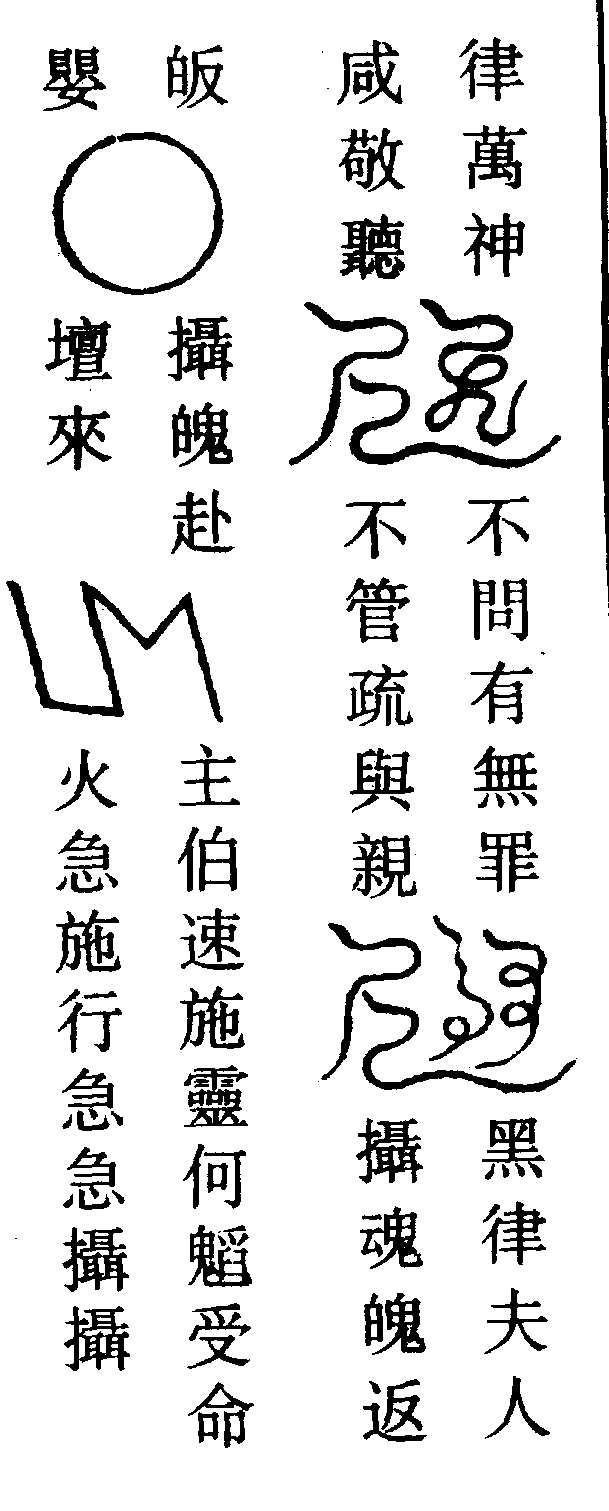 律萬神
咸敬聽
不問有無罪
不管疏與親
黑律夫人
攝魂魄返
皈
嬰
攝魄赴
壇來
主伯速施靈何受命
火急施行急急攝攝